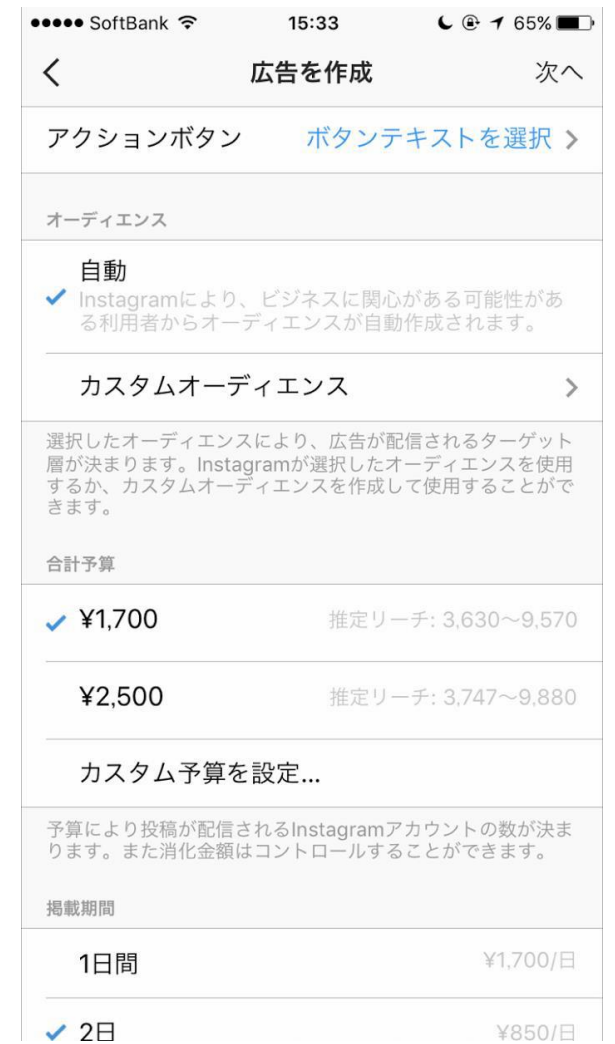 SoftBank 15:33 65%
広告を作成 次へ
アクションボタン ボタンテキストを選択
オーディエンス
自動
Instagramにより、ビジネスに関心がある可能性があ
る利用者からオーディエンスが自動作成されます。
カスタムオーディエンス
選択したオーディエンスにより、広告が配信されるターゲット
層が決まります。Instagramが選択したオーディエンスを使用
するか、カスタムオーディエンスを作成して使用することがで
きます。
合計予算
¥1,700 推定リーチ: 3,630〜9,570
¥2,500 推定リーチ: 3,747〜9,880
カスタム予算を設定...
予算により投稿が配信されるInstagramアカウントの数が決ま
ります。また消化金額はコントロールすることができます。
掲載期間
1日間 ¥1,700/日
2日 ¥850/日